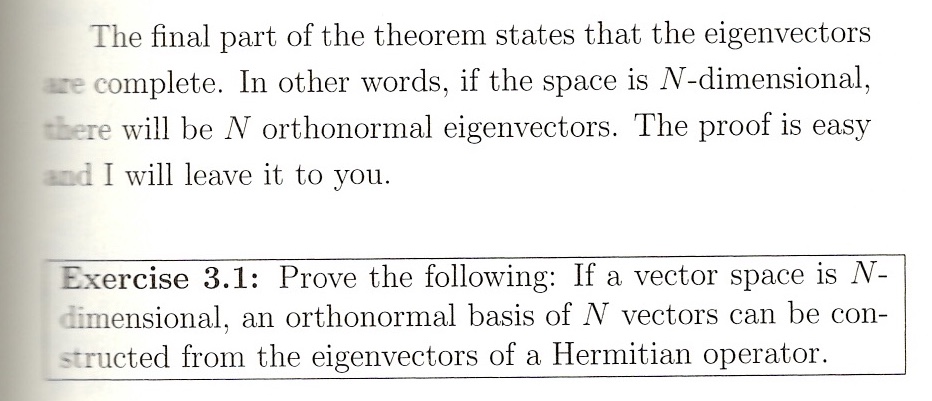 The final part of the theorem states that the eigenvectors
are complete. In other words, if the space is N-dimensional,
there will be N orthonormal eigenvectors. The proof is easy
and I will leave it to you.
Exercise 3.1: Prove the following: If a vector space is N-
dimensional, an orthonormal basis of N vectors can be con-
structed from the eigenvectors of a Hermitian operator.